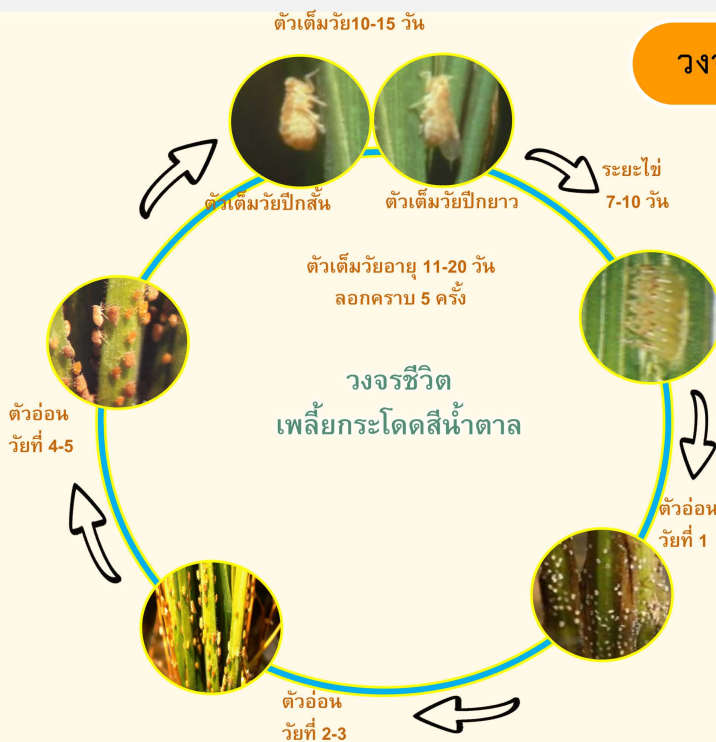 ตัวเต็มวัย10-15 วัน
ตัวเต็มวัยปีกสั้น
ตัวเต็มวัยปีกยาว
ระยะไข่
7-10 วัน
ตัวเต็มวัยอายุ 11-20 วัน
ลอกคราบ 5 ครั้ง
วงจรชีวิต
เพลี้ยกระโดดสีน้ำตาล
ตัวอ่อน
วัยที่ 4-5
ตัวอ่อน
วัยที่ 1
ตัวอ่อน
วัยที่ 2-3